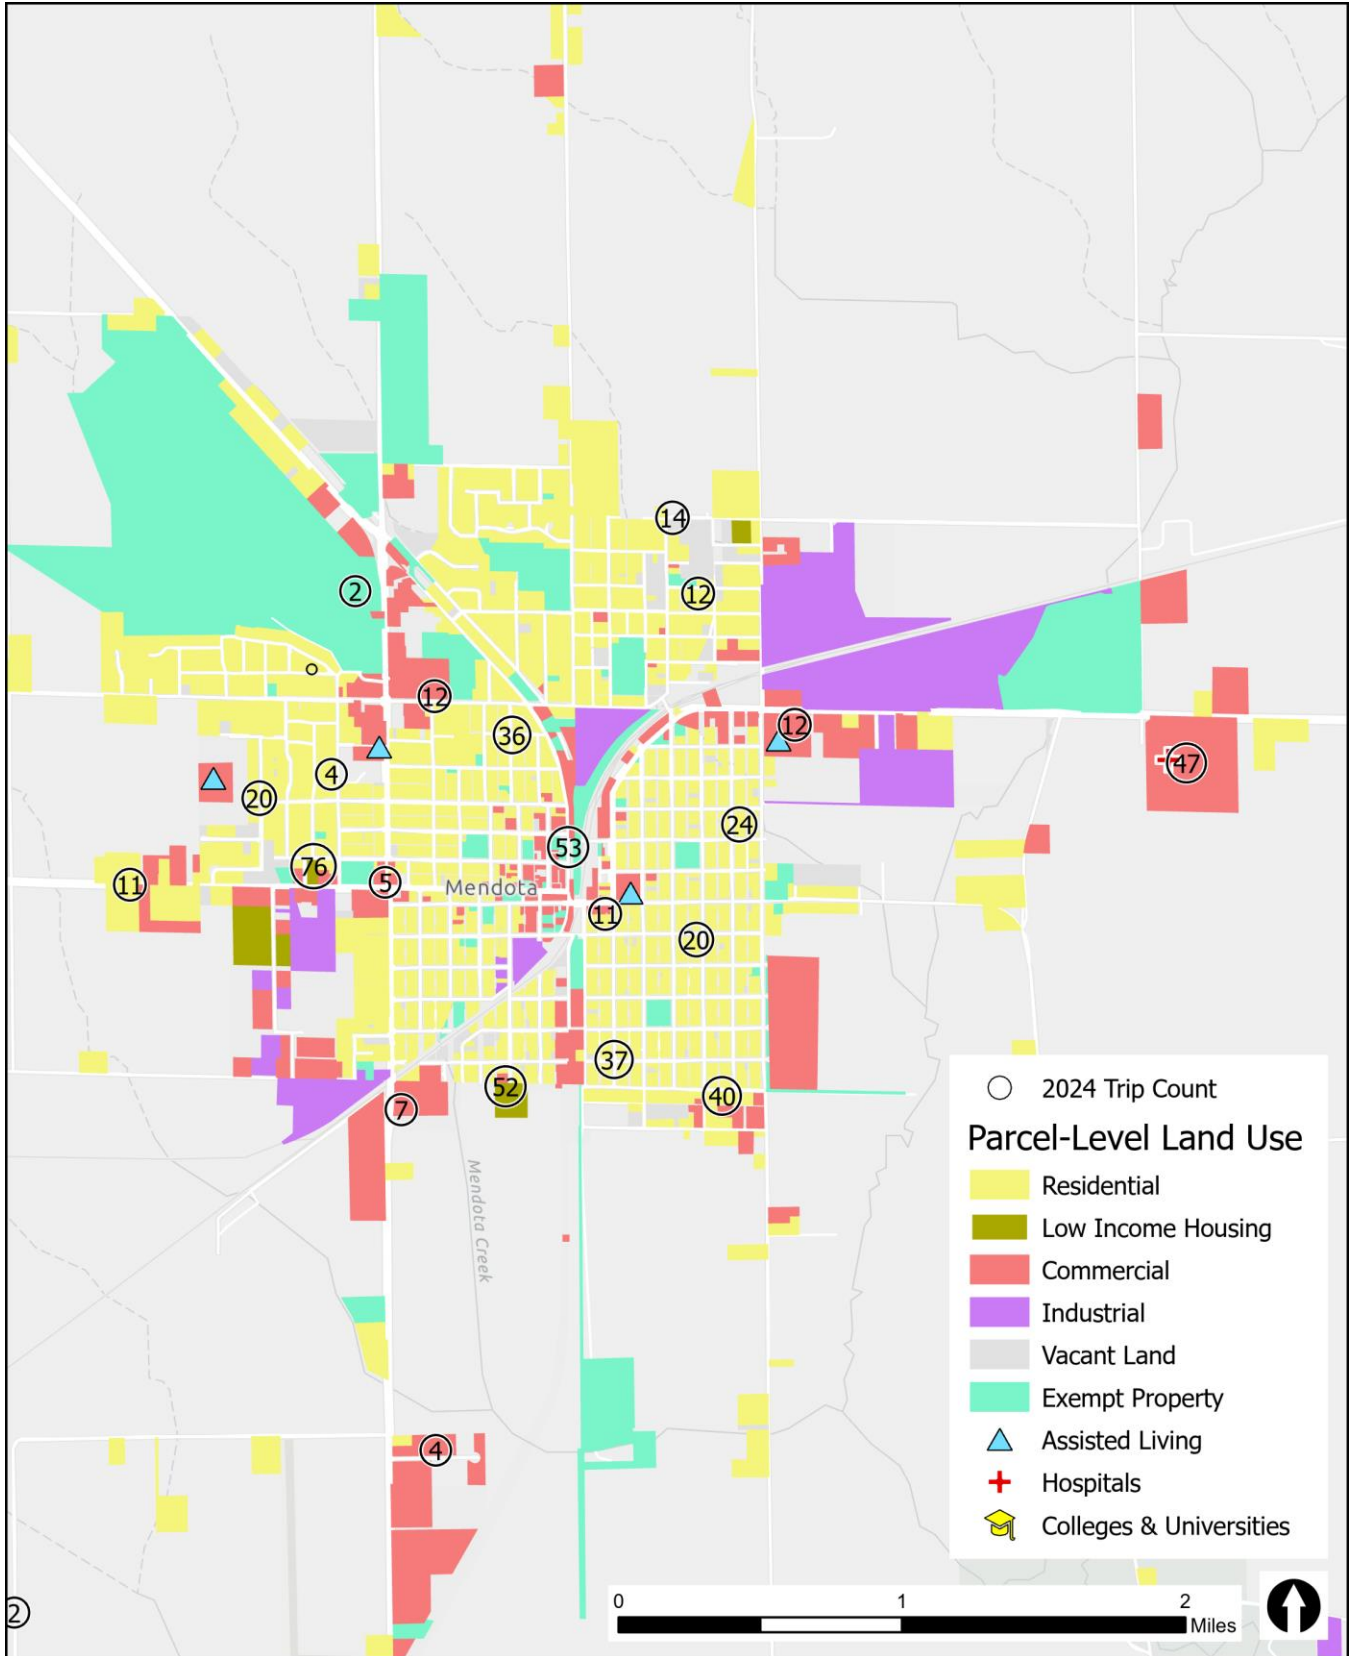 14
2
12
12
36
12
4
47
20
24
53
76
5
Mendota
11
11
20
37
52
40
7
2024 Trip Count
Parcel-Level Land Use
Residential
Mendota Creek
Low Income Housing
Commercial
Industrial
Vacant Land
Exempt Property
4
Assisted Living
Hospitals
Colleges & Universities
2
0 1 2
Miles